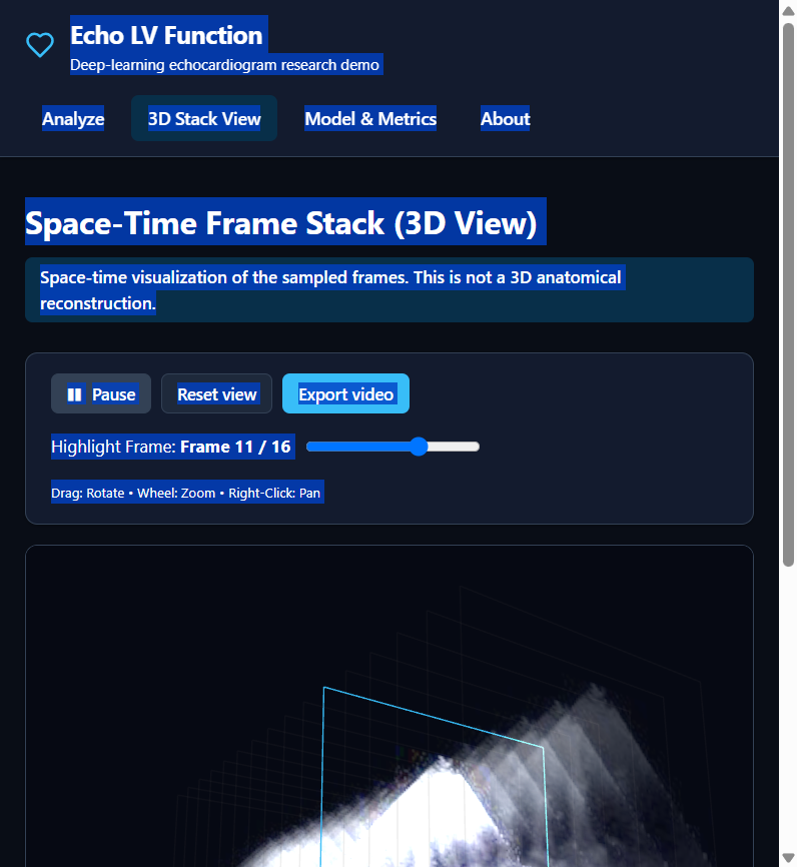 Echo LV Function
Deep-learning echocardiogram research demo
Analyze 3D Stack View Model & Metrics About
Space-Time Frame Stack (3D View)
Space-time visualization of the sampled frames. This is not a 3D anatomical
reconstruction.
Pause Reset view Export video
Highlight Frame: Frame 11 / 16
Drag: Rotate • Wheel: Zoom • Right-Click: Pan